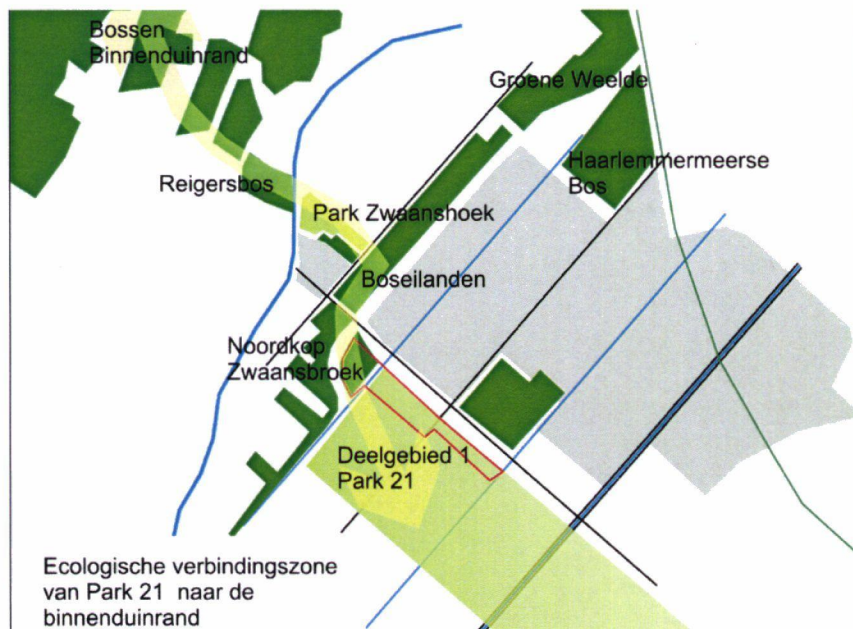 Bossen
Binnenduinrand
Groene Weelde
Haarlemmermeerse
Bos
Reigersbos
Park Zwaanshoek
Boseilanden
Noordkop
Zwaansbroek
Deelgebied 1
Park 21
Ecologische verbindingszone
van Park 21 naar de
binnenduinrand